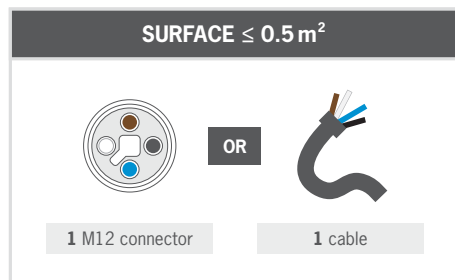 SURFACE ≤ 0.5 m²
OR
1 M12 connector
1 cable